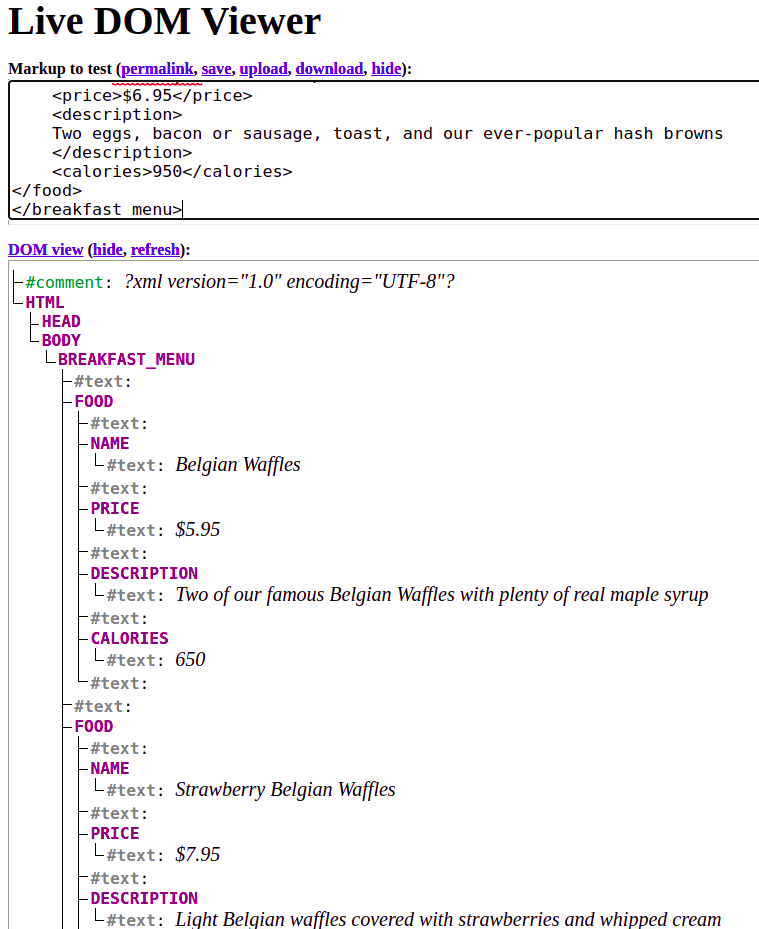 Live DOM Viewer
Markup to test (permalink, save, upload, download, hide):
<price>$6.95</price>
<description>
Two eggs, bacon or sausage, toast, and our ever-popular hash browns
</description>
<calories>950</calories>
</food>
</breakfast_menu>
DOM view (hide, refresh):
#comment: ?xml version="1.0" encoding="UTF-8"?
HTML
HEAD
BODY
BREAKFAST_MENU
#text:
FOOD
#text:
NAME
#text: Belgian Waffles
#text:
PRICE
#text: $5.95
#text:
DESCRIPTION
#text: Two of our famous Belgian Waffles with plenty of real maple syrup
#text:
CALORIES
#text: 650
#text:
#text:
FOOD
#text:
NAME
#text: Strawberry Belgian Waffles
#text:
PRICE
#text: $7.95
#text:
DESCRIPTION
#text: Light Belgian waffles covered with strawberries and whipped cream